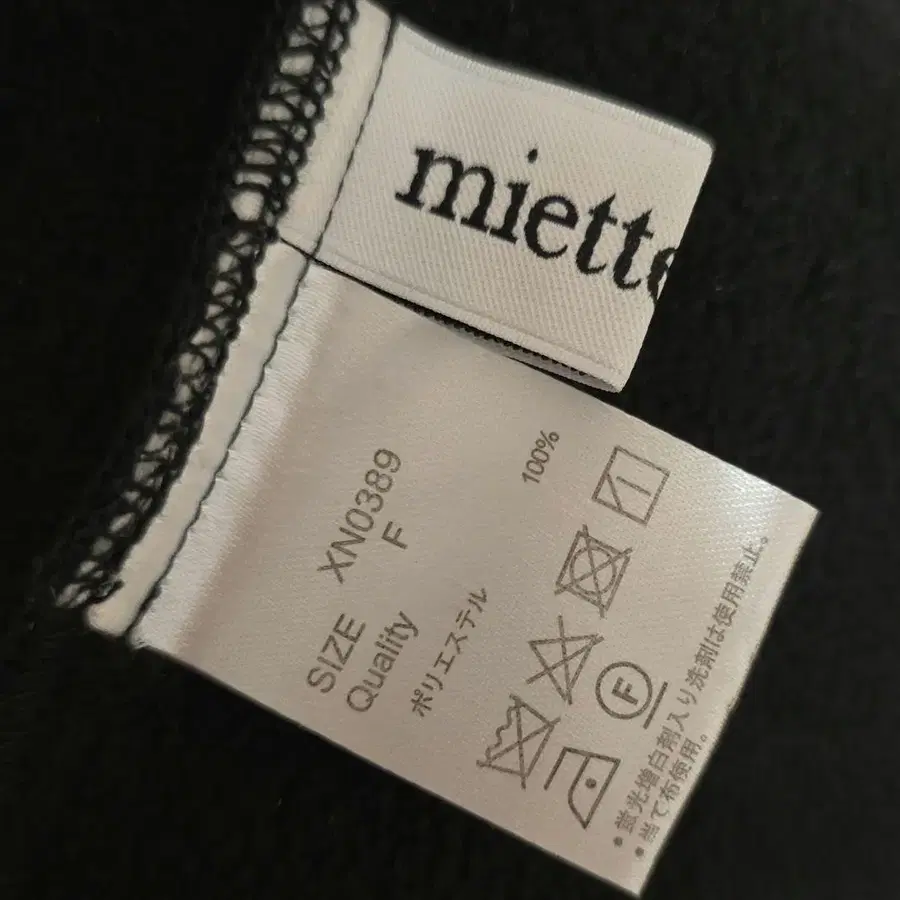 miette
XN0389
SIZE F
Quality
ポリエステル 100%
F
・蛍光増白剤入り洗剤は使用禁止。
・当て布使用。